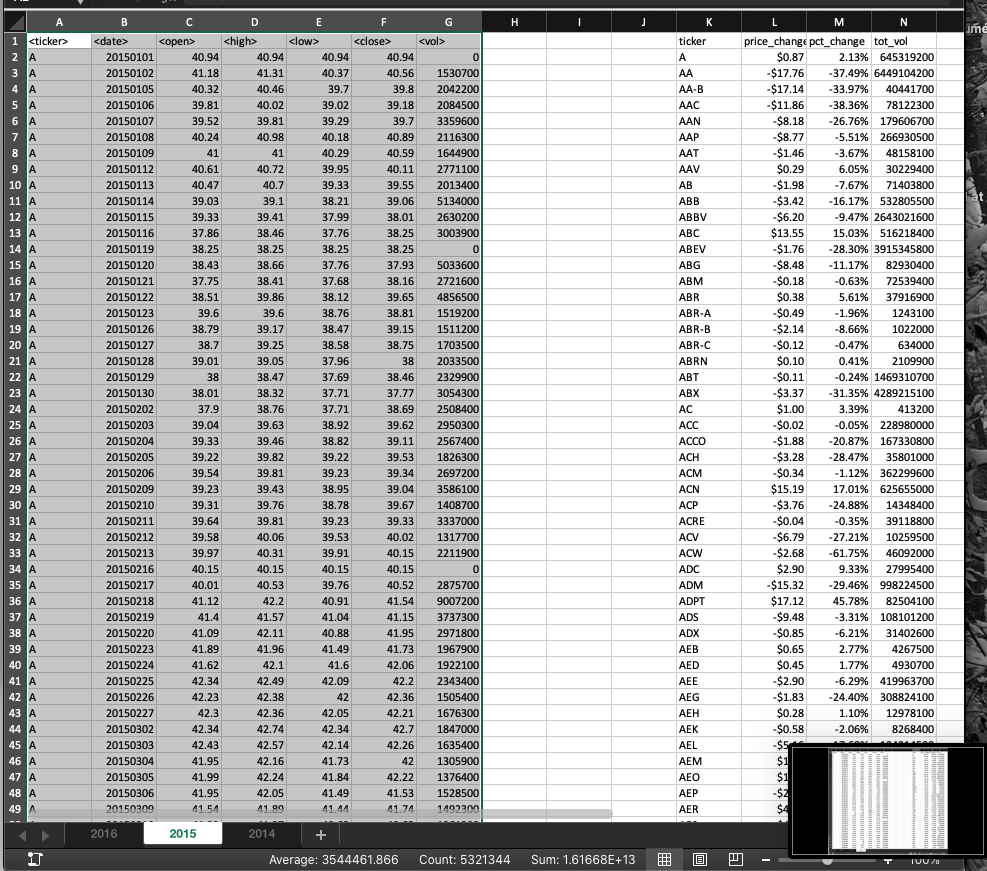 A B C D E F G H I J K L M N
1 <ticker> <date> <open> <high> <low> <close> <vol> ticker price_change pct_change tot_vol
2 A 20150101 40.94 40.94 40.94 40.94 0 A $0.87 2.13% 645319200
3 A 20150102 41.18 41.31 40.37 40.56 1530700 AA -$17.76 -37.49% 6449104200
4 A 20150105 40.32 40.46 39.7 39.8 2042200 AA-B -$17.14 -33.97% 40441700
5 A 20150106 39.81 40.02 39.02 39.18 2084500 AAC -$11.86 -38.36% 78122300
6 A 20150107 39.52 39.81 39.29 39.7 3359600 AAN -$8.18 -26.76% 179606700
7 A 20150108 40.24 40.98 40.18 40.89 2116300 AAP -$8.77 -5.51% 266930500
8 A 20150109 41 41 40.29 40.59 1644900 AAT -$1.46 -3.67% 48158100
9 A 20150112 40.61 40.72 39.95 40.11 2771100 AAV $0.29 6.05% 30229400
10 A 20150113 40.47 40.7 39.33 39.55 2013400 AB -$1.98 -7.67% 71403800
11 A 20150114 39.03 39.1 38.21 39.06 5134000 ABB -$3.42 -16.17% 532805500
12 A 20150115 39.33 39.41 37.99 38.01 2630200 ABBV -$6.20 -9.47% 2643021600
13 A 20150116 37.86 38.46 37.76 38.25 3003900 ABC $13.55 15.03% 516218400
14 A 20150119 38.25 38.25 38.25 38.25 0 ABEV -$1.76 -28.30% 3915345800
15 A 20150120 38.43 38.66 37.76 37.93 5033600 ABG -$8.48 -11.17% 82930400
16 A 20150121 37.75 38.41 37.68 38.16 2721600 ABM -$0.18 -0.63% 72539400
17 A 20150122 38.51 39.86 38.12 39.65 4856500 ABR $0.38 5.61% 37916900
18 A 20150123 39.6 39.6 38.76 38.81 1519200 ABR-A -$0.49 -1.96% 1243100
19 A 20150126 38.79 39.17 38.47 39.15 1511200 ABR-B -$2.14 -8.66% 1022000
20 A 20150127 38.7 39.25 38.58 38.75 1703500 ABR-C -$0.12 -0.47% 634000
21 A 20150128 39.01 39.05 37.96 38 2033500 ABRN $0.10 0.41% 2109900
22 A 20150129 38 38.47 37.69 38.46 2329900 ABT -$0.11 -0.24% 1469310700
23 A 20150130 38.01 38.32 37.71 37.77 3054300 ABX -$3.37 -31.35% 4289215100
24 A 20150202 37.9 38.76 37.71 38.69 2508400 AC $1.00 3.39% 413200
25 A 20150203 39.04 39.63 38.92 39.62 2950300 ACC -$0.02 -0.05% 228980000
26 A 20150204 39.33 39.46 38.82 39.11 2567400 ACCO -$1.88 -20.87% 167330800
27 A 20150205 39.22 39.82 39.22 39.53 1826300 ACH -$3.28 -28.47% 35801000
28 A 20150206 39.54 39.81 39.23 39.34 2697200 ACM -$0.34 -1.12% 362299600
29 A 20150209 39.23 39.43 38.95 39.04 3586100 ACN $15.19 17.01% 625655000
30 A 20150210 39.31 39.76 38.78 39.67 1408700 ACP -$3.76 -24.88% 14348400
31 A 20150211 39.64 39.81 39.23 39.33 3337000 ACRE -$0.04 -0.35% 39118800
32 A 20150212 39.58 40.06 39.53 40.02 1317700 ACV -$6.79 -27.21% 10259500
33 A 20150213 39.97 40.31 39.91 40.15 2211900 ACW -$2.68 -61.75% 46092000
34 A 20150216 40.15 40.15 40.15 40.15 0 ADC $2.90 9.33% 27995400
35 A 20150217 40.01 40.53 39.76 40.52 2875700 ADM -$15.32 -29.46% 998224500
36 A 20150218 41.12 42.2 40.91 41.54 9007200 ADPT $17.12 45.78% 82504100
37 A 20150219 41.4 41.57 41.04 41.15 3737300 ADS -$9.48 -3.31% 108101200
38 A 20150220 41.09 42.11 40.88 41.95 2971800 ADX -$0.85 -6.21% 31402600
39 A 20150223 41.89 41.96 41.49 41.73 1967900 AEB $0.65 2.77% 4267500
40 A 20150224 41.62 42.1 41.6 42.06 1922100 AED $0.45 1.77% 4930700
41 A 20150225 42.34 42.49 42.09 42.2 2343400 AEE -$2.90 -6.29% 419963700
42 A 20150226 42.23 42.38 42 42.36 1505400 AEG -$1.83 -24.40% 308824100
43 A 20150227 42.3 42.36 42.05 42.21 1676300 AEH $0.28 1.10% 12978100
44 A 20150302 42.34 42.74 42.34 42.7 1847000 AEK -$0.58 -2.06% 8268400
45 A 20150303 42.43 42.57 42.14 42.26 1635400 AEL
46 A 20150304 41.95 42.16 41.73 42 1305900 AEM
47 A 20150305 41.99 42.24 41.84 42.22 1376400 AEO
48 A 20150306 41.95 42.05 41.49 41.53 1528500 AEP
49 A 20150309 41.54 41.89 41.44 41.74 1492300 AER
2016 2015 2014 +
Average: 3544461.866 Count: 5321344 Sum: 1.61668E+13 − + 100%